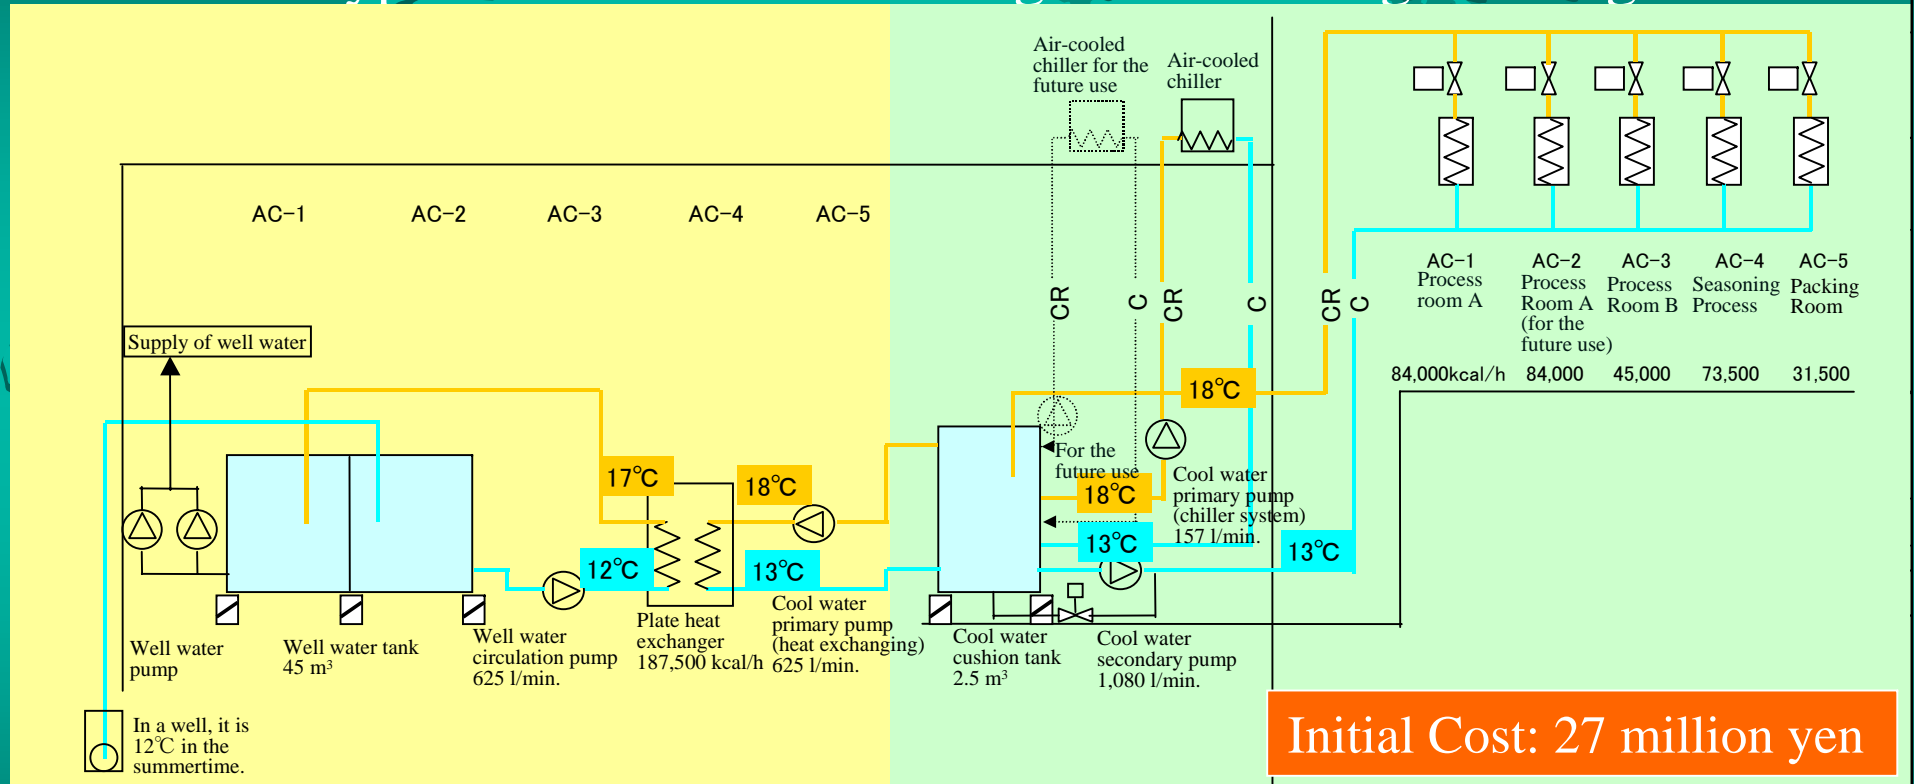 Air-cooled
chiller for the
future use
Air-cooled
chiller
AC-1
AC-2
AC-3
AC-4
AC-5
CR
C
CR
C
CR
C
AC-1
Process
room A
AC-2
Process
Room A
(for the
future use)
AC-3
Process
Room B
AC-4
Seasoning
Process
AC-5
Packing
Room
84,000kcal/h
84,000
45,000
73,500
31,500
Supply of well water
18℃
For the
future use
17℃
18℃
18℃
Cool water
primary pump
(chiller system)
157 l/min.
12℃
13℃
13℃
13℃
Well water
pump
Well water tank
45 m³
Well water
circulation pump
625 l/min.
Plate heat
exchanger
187,500 kcal/h
Cool water
primary pump
(heat exchanging)
625 l/min.
Cool water
cushion tank
2.5 m³
Cool water
secondary pump
1,080 l/min.
In a well, it is
12℃ in the
summertime.
Initial Cost: 27 million yen